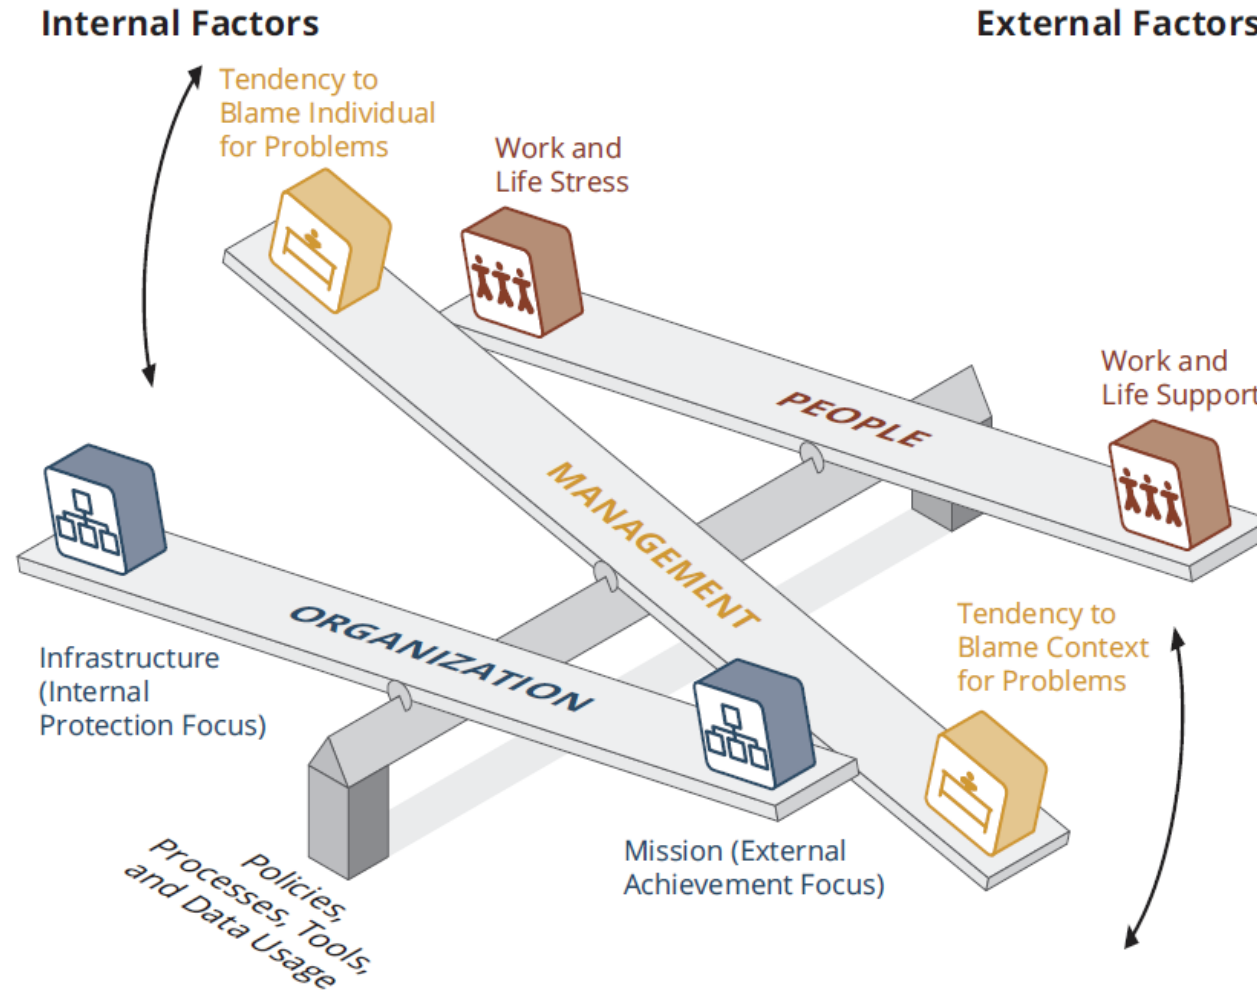 Internal Factors
External Factors
Tendency to
Blame Individual
for Problems
Work and
Life Stress
PEOPLE
Work and
Life Support
MANAGEMENT
ORGANIZATION
Infrastructure
(Internal
Protection Focus)
Tendency to
Blame Context
for Problems
Mission (External
Achievement Focus)
Policies,
Processes, Tools,
and Data Usage